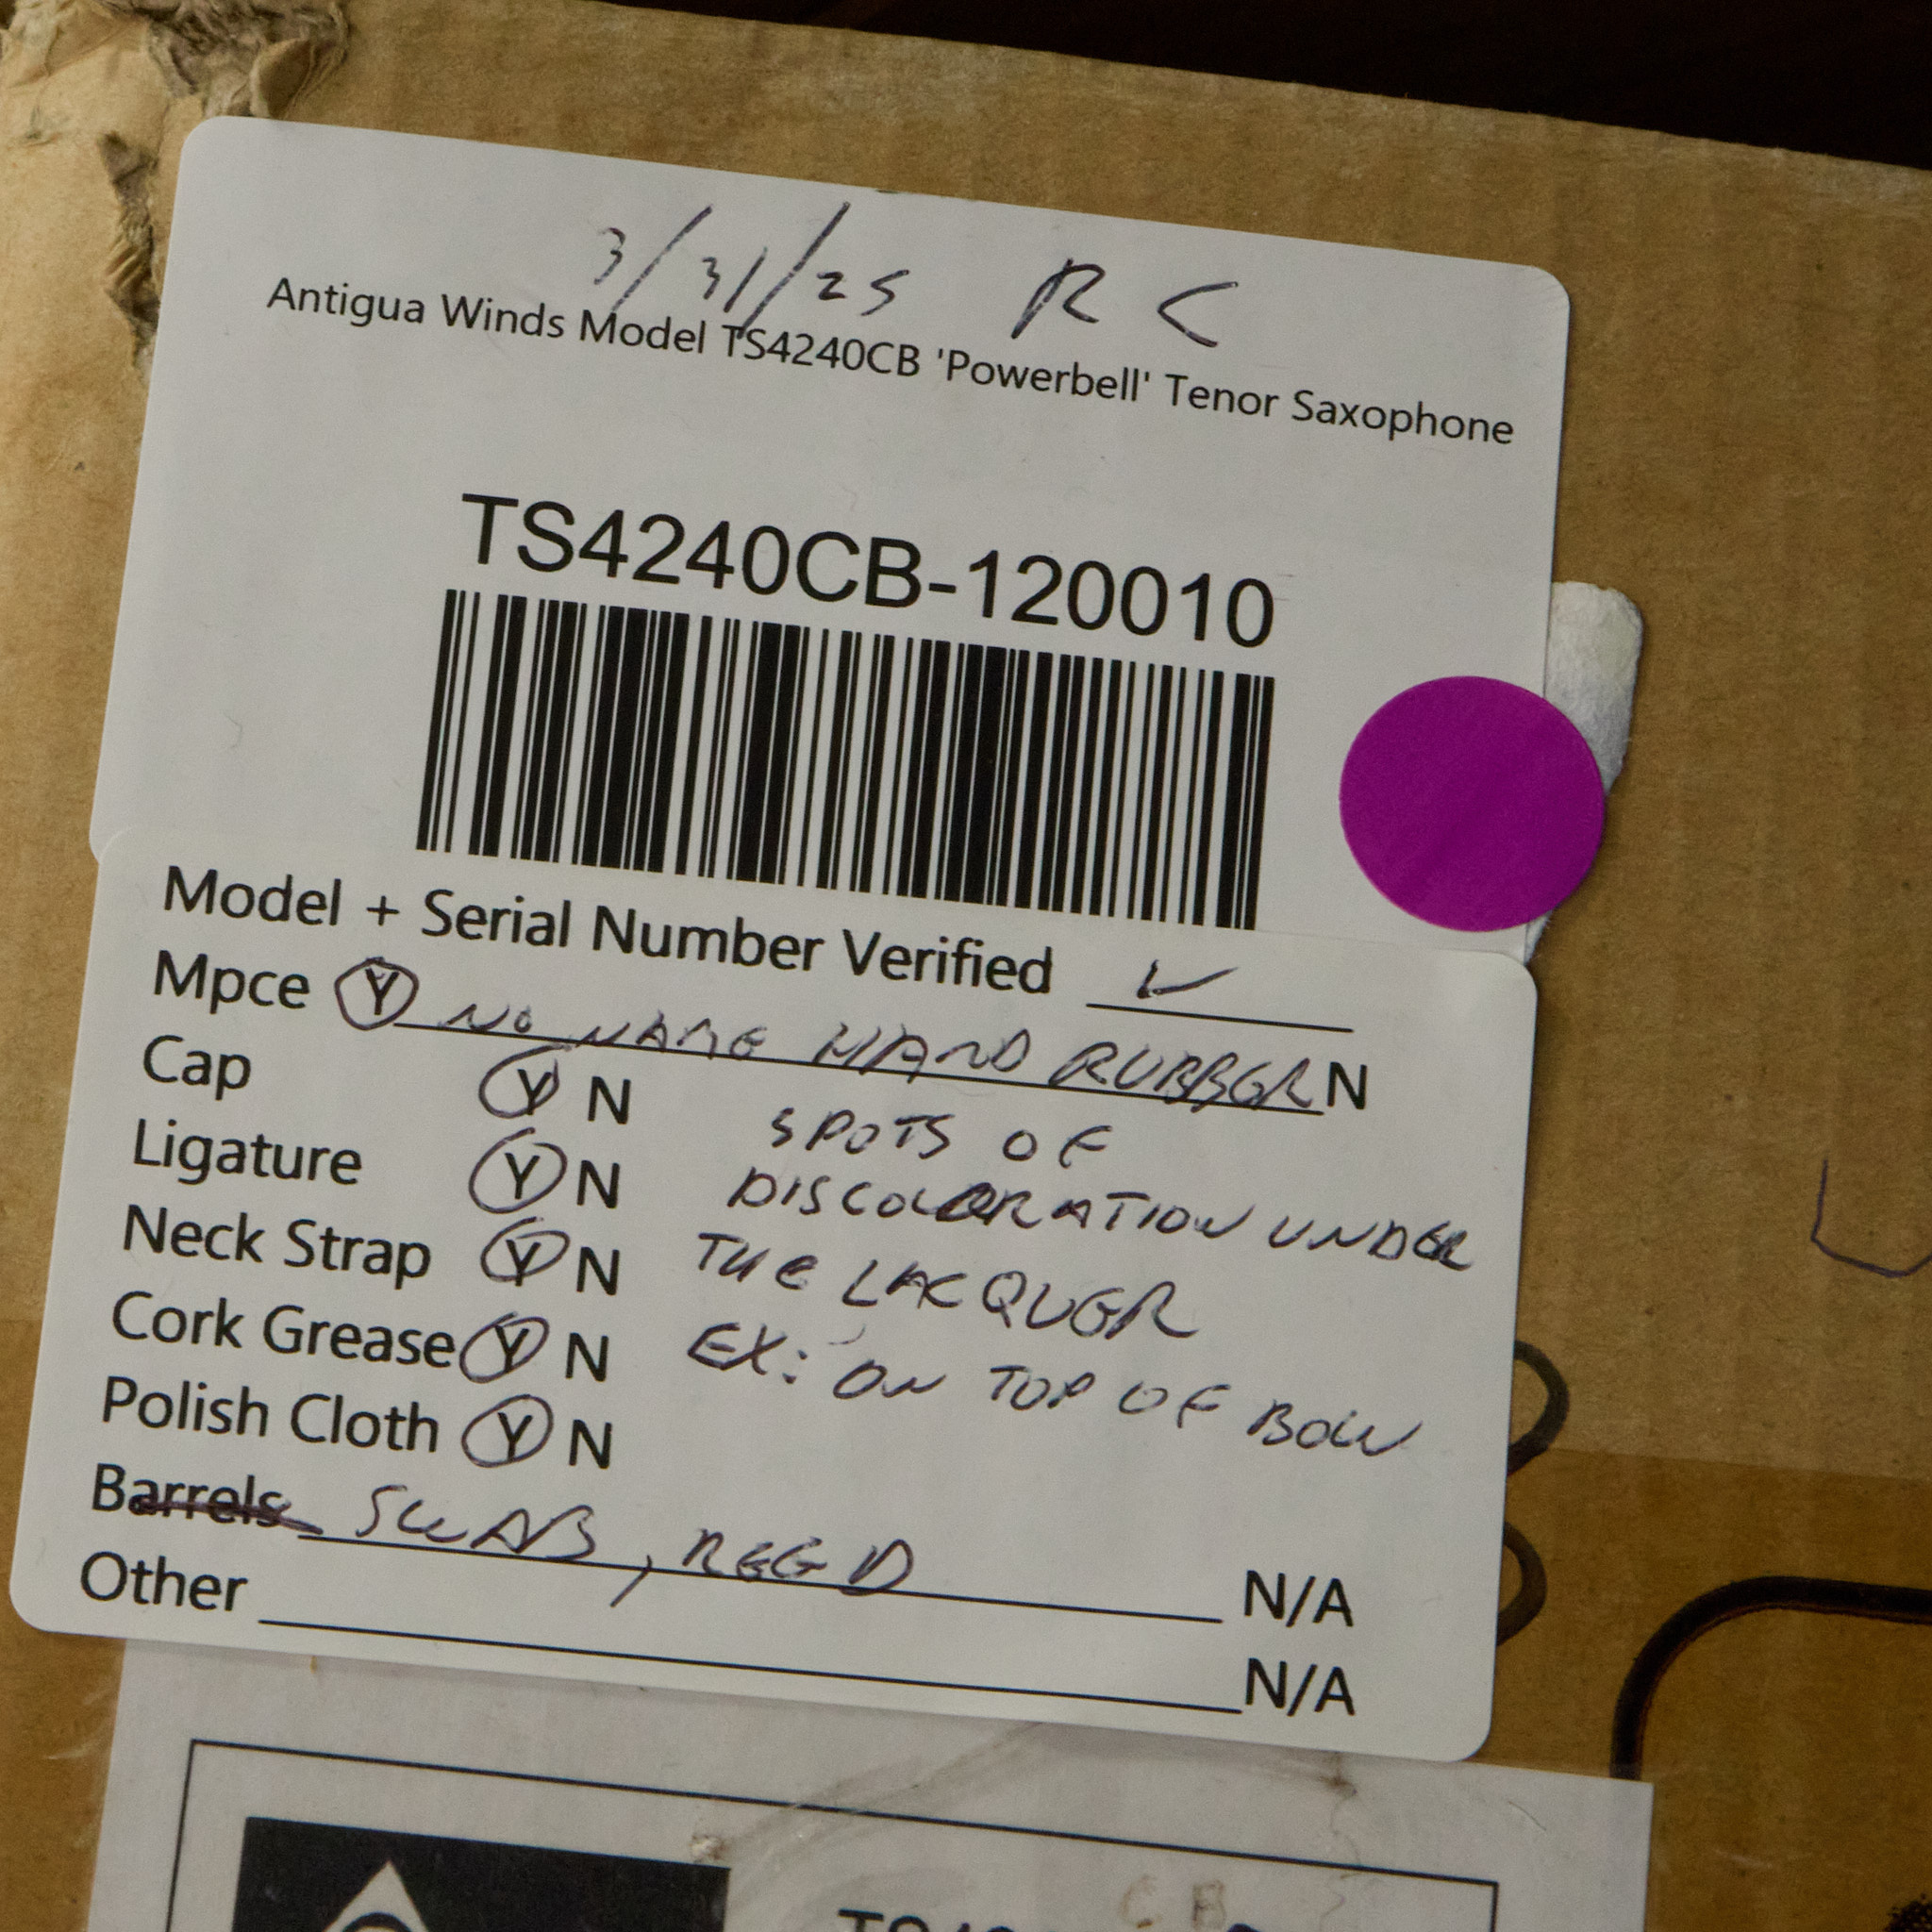 3/31/25 RC
Antigua Winds Model TS4240CB 'Powerbell' Tenor Saxophone
TS4240CB-120010
Model + Serial Number Verified ✓
Mpce Y NO NAME HARD RUBBER N
Cap Y N
SPOTS OF
Ligature Y N
DISCOLORATION UNDER
Neck Strap Y N
THE LACQUER
Cork Grease Y N
EX: ON TOP OF BOW
Polish Cloth Y N
Barrels SWAB, REED N/A
Other N/A
CB